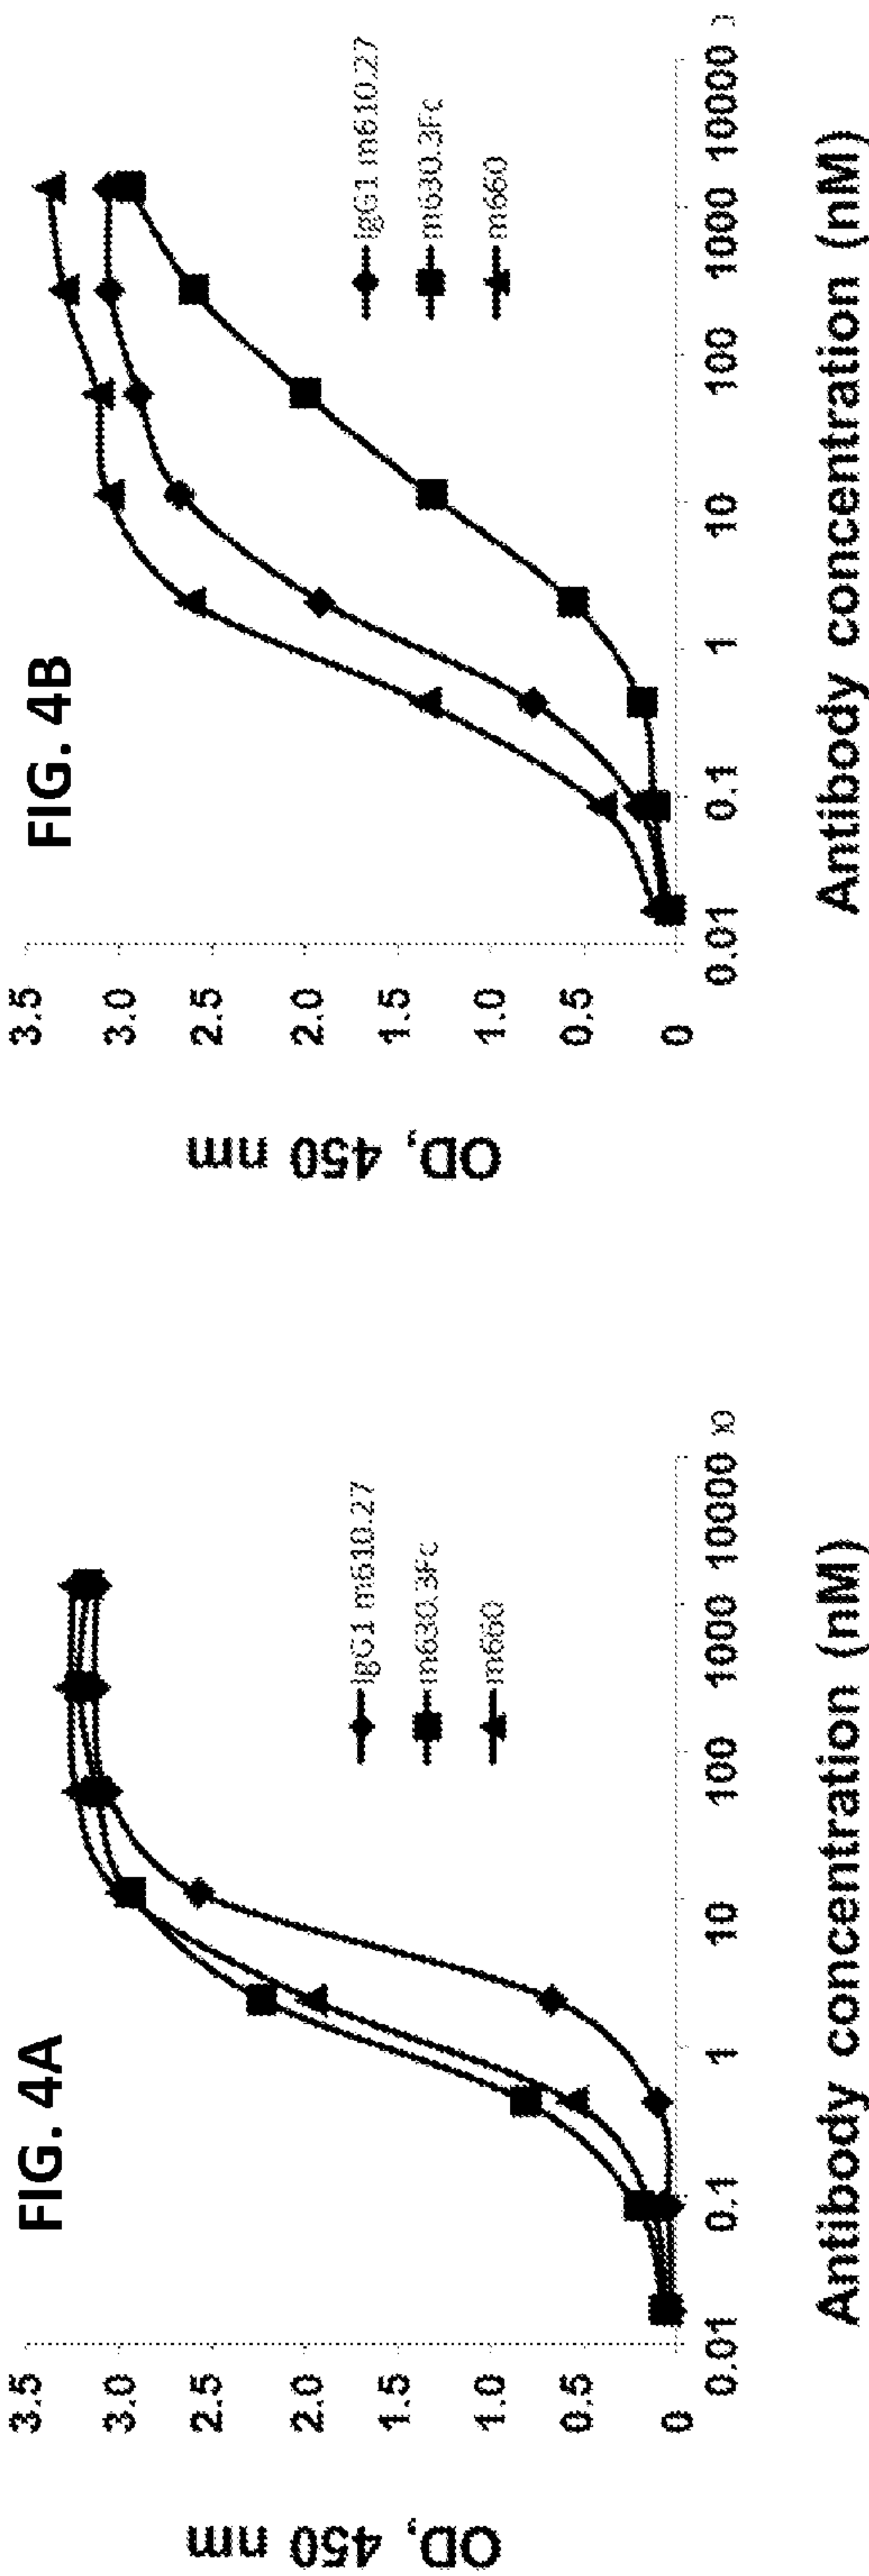 FIG. 4A
OD, 450 nm
3.5
3.0
2.5
2.0
1.5
1.0
0.5
0
IgG1 m610.27
m630.3Fc
m660
0.01 0.1 1 10 100 1000 10000
Antibody concentration (nM)
FIG. 4B
OD, 450 nm
3.5
3.0
2.5
2.0
1.5
1.0
0.5
0
IgG1 m610.27
m630.3Fc
m660
0.01 0.1 1 10 100 1000 10000
Antibody concentration (nM)